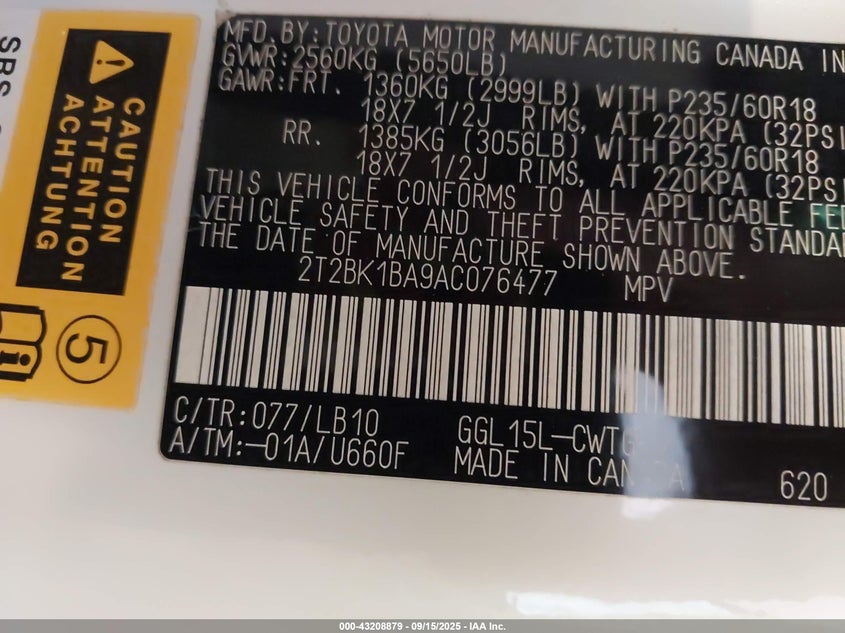 SRS
CAUTION
ATTENTION
ACHTUNG
5
MFD. BY: TOYOTA MOTOR MANUFACTURING CANADA IN
GVWR: 2560KG (5650LB)
GAWR: FRT. 1360KG (2999LB) WITH P235/60R18
18X7 1/2J RIMS, AT 220KPA (32PSI
RR. 1385KG (3056LB) WITH P235/60R18
18X7 1/2J RIMS, AT 220KPA (32PSI
THIS VEHICLE CONFORMS TO ALL APPLICABLE FED
VEHICLE SAFETY AND THEFT PREVENTION STANDA
THE DATE OF MANUFACTURE SHOWN ABOVE.
2T2BK1BA9AC076477 MPV
C/TR: 077/LB10 GGL15L-CWTG
A/TM: -01A/U660F MADE IN CANADA 620
000-43208879 - 09/15/2025 - IAA Inc.